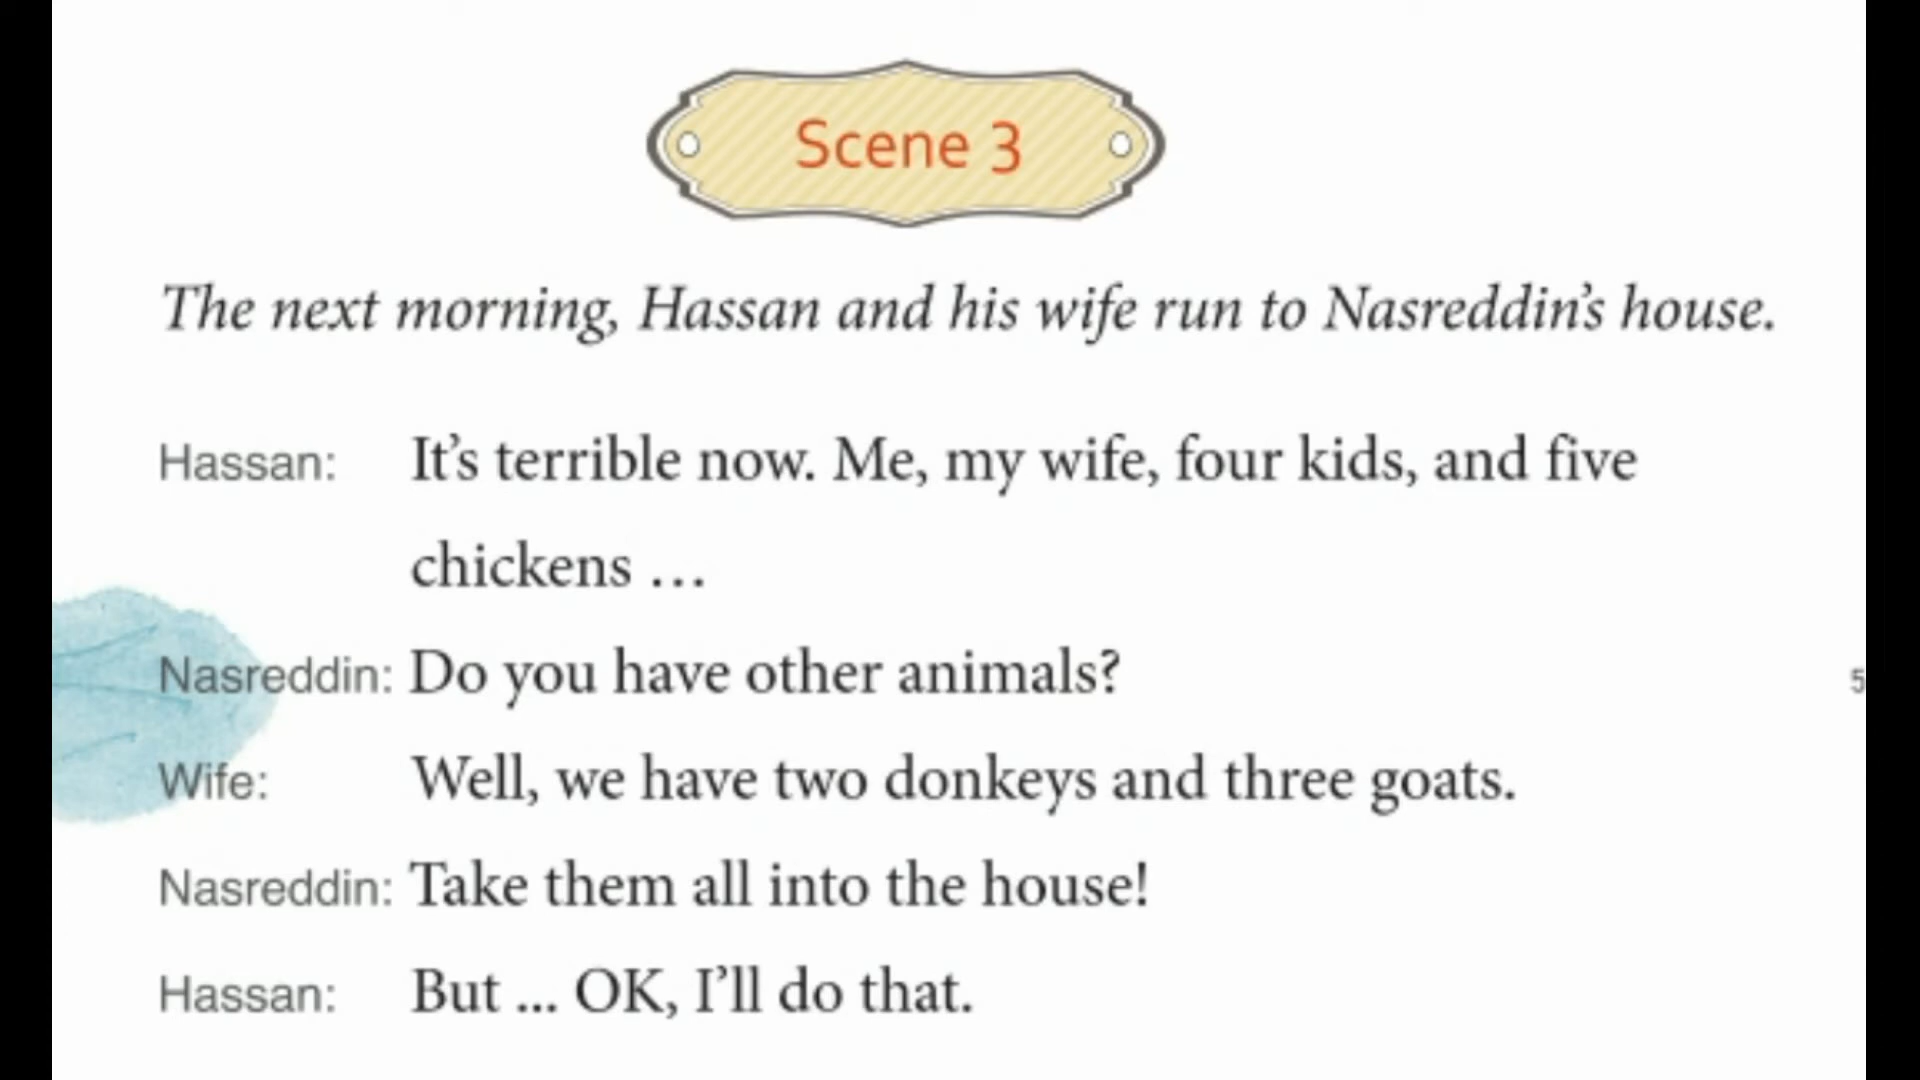 Scene 3
The next morning, Hassan and his wife run to Nasreddin’s house.
Hassan: It’s terrible now. Me, my wife, four kids, and five
chickens …
Nasreddin: Do you have other animals?
5
Wife: Well, we have two donkeys and three goats.
Nasreddin: Take them all into the house!
Hassan: But ... OK, I’ll do that.